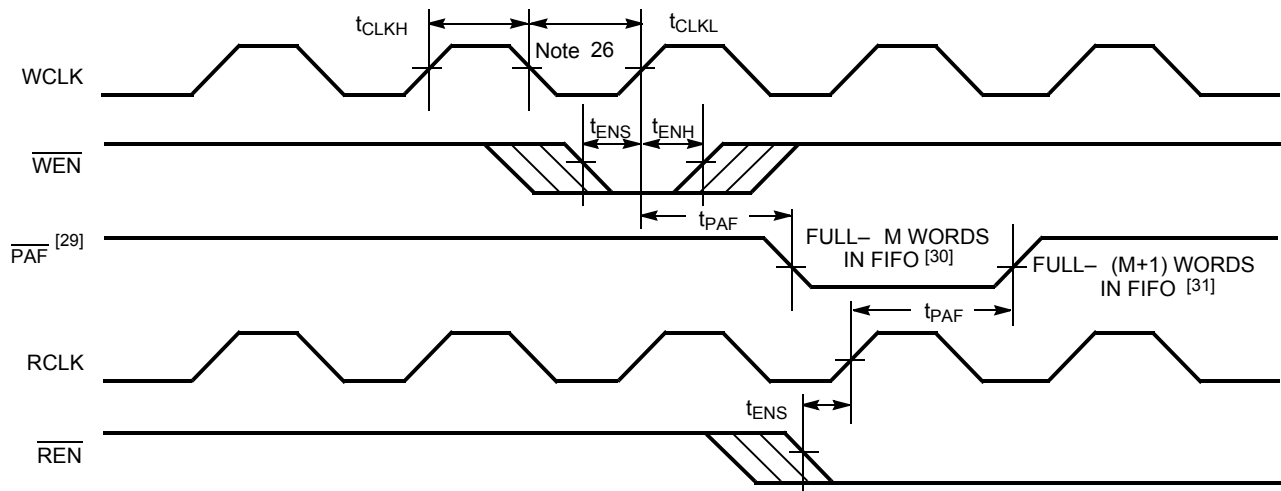 tCLKH
tCLKL
Note 26
WCLK
tENS
tENH
WEN
tPAF
PAF [29]
FULL– M WORDS
IN FIFO [30]
FULL– (M+1) WORDS
IN FIFO [31]
tPAF
RCLK
tENS
REN